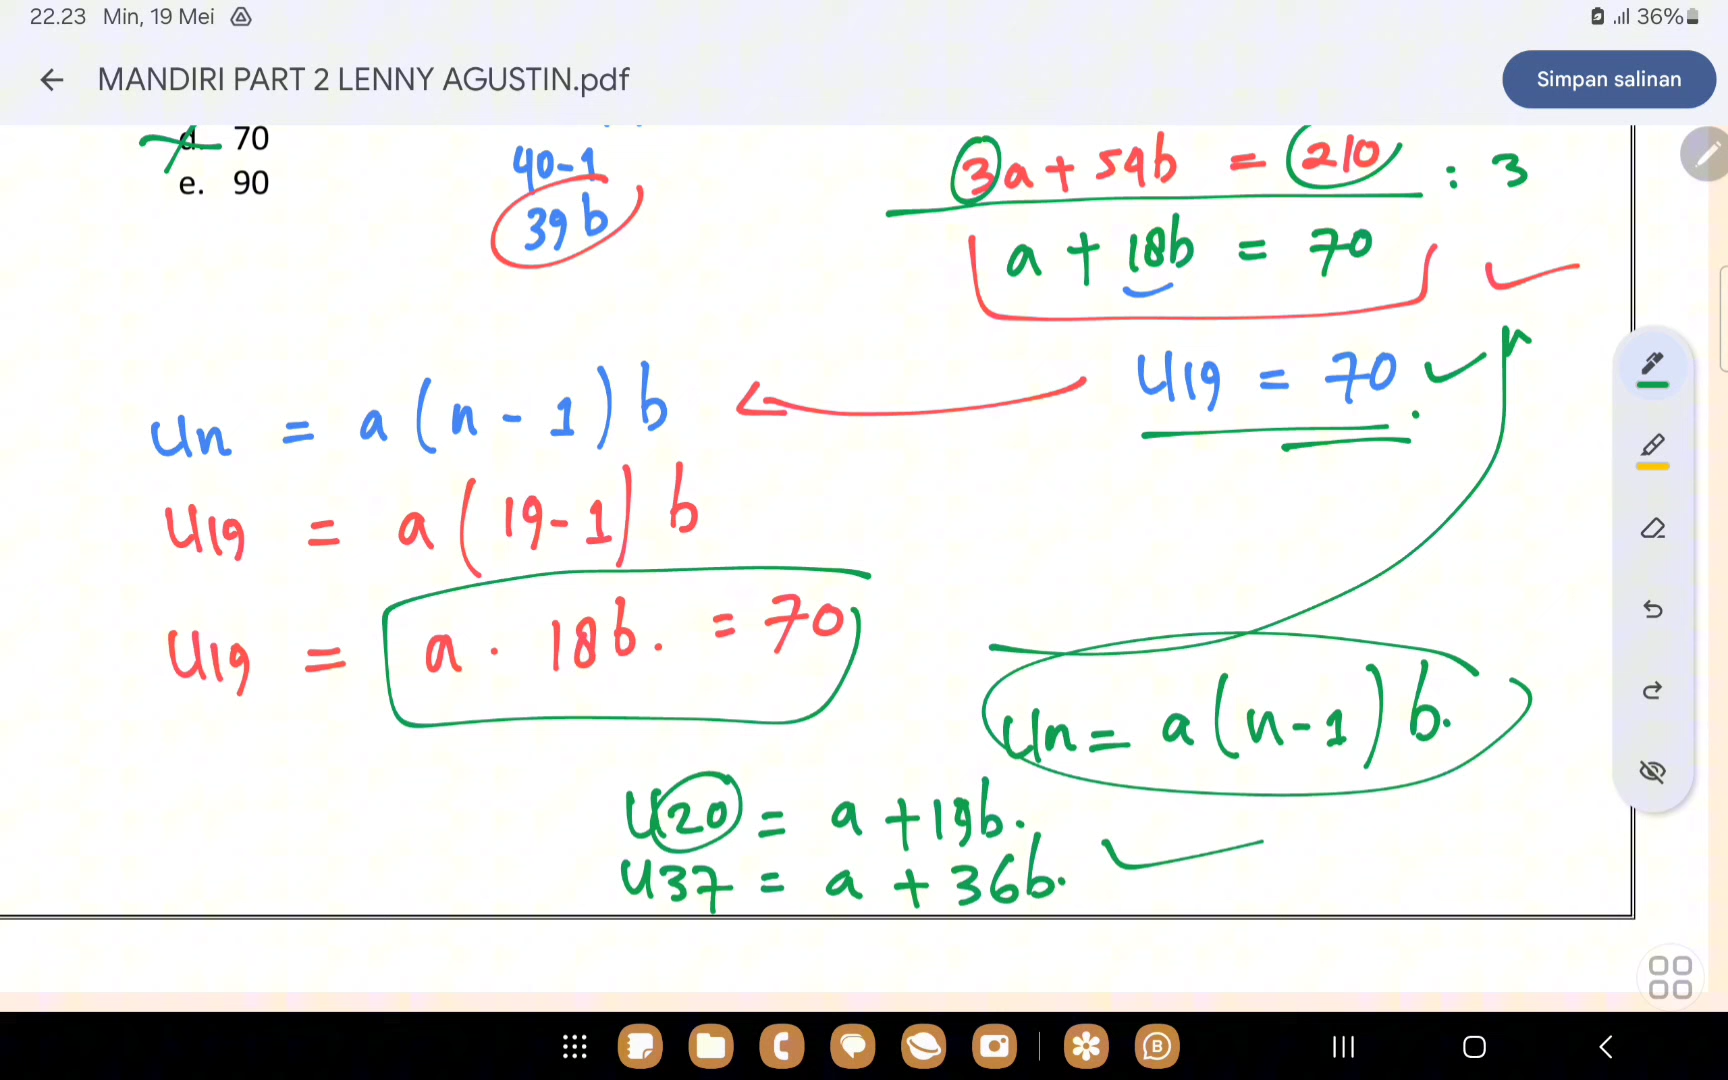 22.23 Min, 19 Mei
36%
MANDIRI PART 2 LENNY AGUSTIN.pdf
Simpan salinan
d. 70
e. 90
40-1
39 b
3a + 54b = 210 : 3
a + 18b = 70
U19 = 70
Un = a (n - 1) b
U19 = a (19-1) b
U19 = a . 18b. = 70
Un = a (n-1) b.
U20 = a + 19b.
U37 = a + 36b.